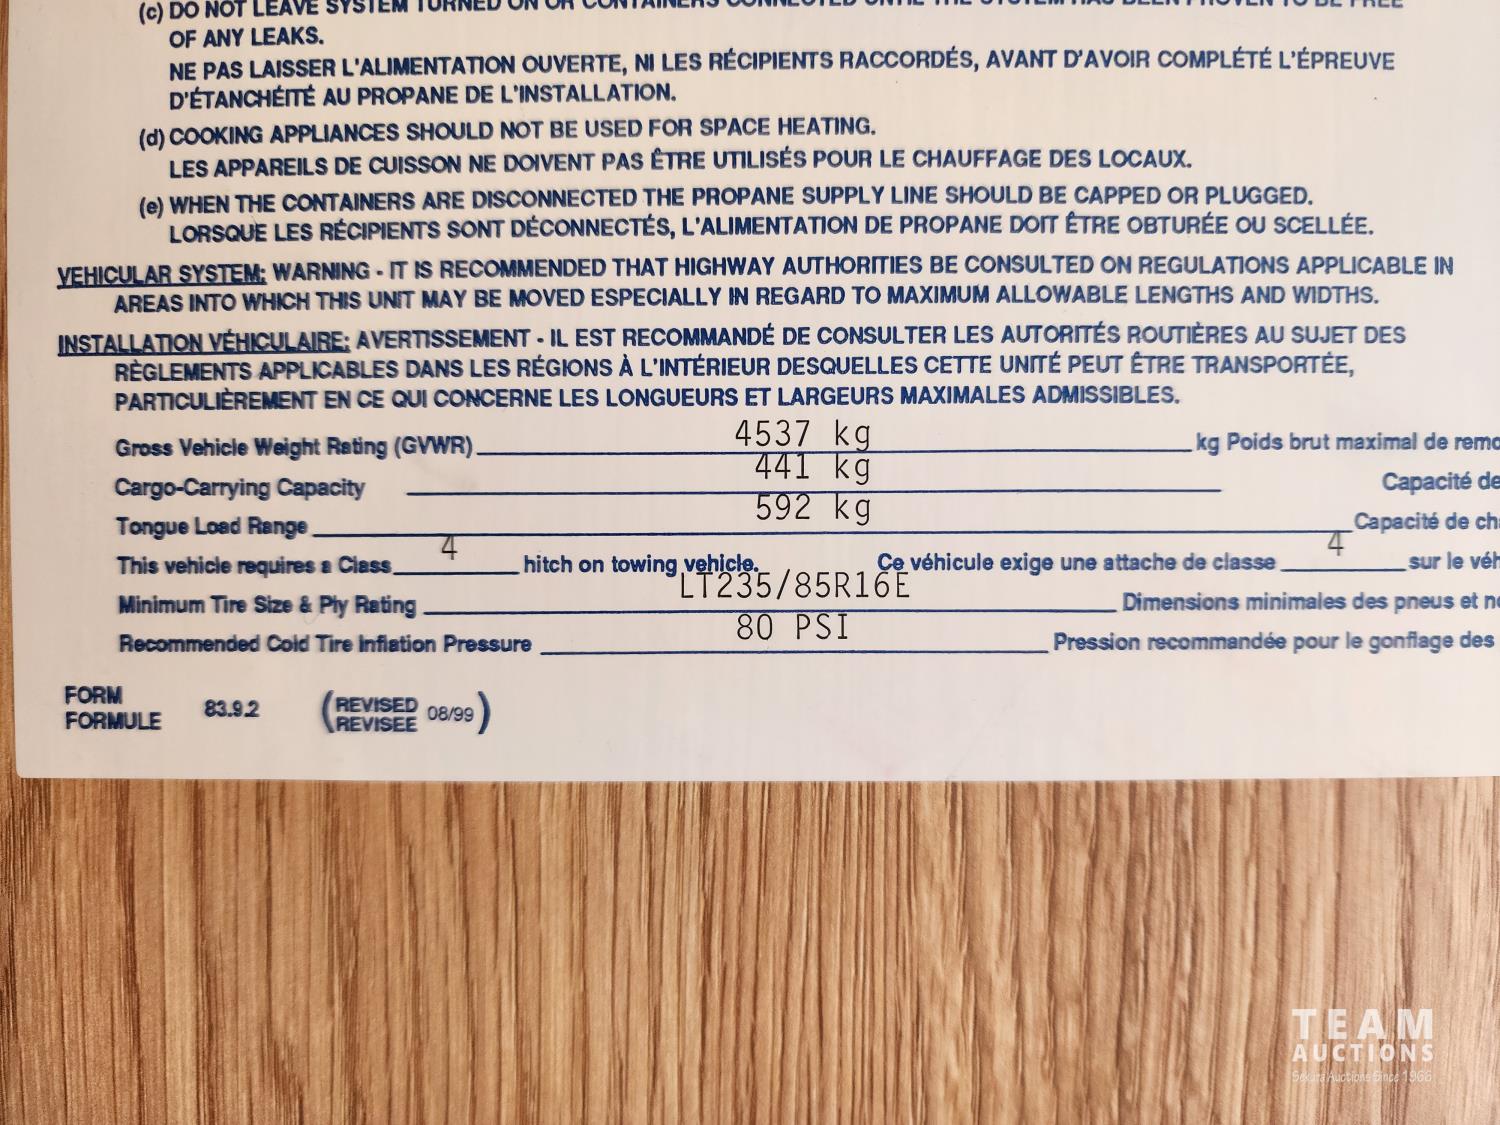 (c) DO NOT LEAVE SYSTEM TURNED ON OR CONTAINERS CONNECTED UNTIL THE SYSTEM HAS BEEN PROVEN TO BE FREE
OF ANY LEAKS.
NE PAS LAISSER L'ALIMENTATION OUVERTE, NI LES RÉCIPIENTS RACCORDÉS, AVANT D'AVOIR COMPLÉTÉ L'ÉPREUVE
D'ÉTANCHÉITÉ AU PROPANE DE L'INSTALLATION.
(d) COOKING APPLIANCES SHOULD NOT BE USED FOR SPACE HEATING.
LES APPAREILS DE CUISSON NE DOIVENT PAS ÊTRE UTILISÉS POUR LE CHAUFFAGE DES LOCAUX.
(e) WHEN THE CONTAINERS ARE DISCONNECTED THE PROPANE SUPPLY LINE SHOULD BE CAPPED OR PLUGGED.
LORSQUE LES RÉCIPIENTS SONT DÉCONNECTÉS, L'ALIMENTATION DE PROPANE DOIT ÊTRE OBTURÉE OU SCELLÉE.
VEHICULAR SYSTEM: WARNING - IT IS RECOMMENDED THAT HIGHWAY AUTHORITIES BE CONSULTED ON REGULATIONS APPLICABLE IN
AREAS INTO WHICH THIS UNIT MAY BE MOVED ESPECIALLY IN REGARD TO MAXIMUM ALLOWABLE LENGTHS AND WIDTHS.
INSTALLATION VÉHICULAIRE: AVERTISSEMENT - IL EST RECOMMANDÉ DE CONSULTER LES AUTORITÉS ROUTIÈRES AU SUJET DES
RÈGLEMENTS APPLICABLES DANS LES RÉGIONS À L'INTÉRIEUR DESQUELLES CETTE UNITÉ PEUT ÊTRE TRANSPORTÉE,
PARTICULIÈREMENT EN CE QUI CONCERNE LES LONGUEURS ET LARGEURS MAXIMALES ADMISSIBLES.
Gross Vehicle Weight Rating (GVWR) 4537 kg kg Poids brut maximal de remo
Cargo-Carrying Capacity 441 kg Capacité de
Tongue Load Range 592 kg Capacité de ch
This vehicle requires a Class 4 hitch on towing vehicle. Ce véhicule exige une attache de classe 4 sur le véh
Minimum Tire Size & Ply Rating LT235/85R16E Dimensions minimales des pneus et n
Recommended Cold Tire Inflation Pressure 80 PSI Pression recommandée pour le gonflage des
FORM
FORMULE 83.9.2 (REVISED
REVISEE 08/99)
TEAM
AUCTIONS
Sekura Auctions Since 1966